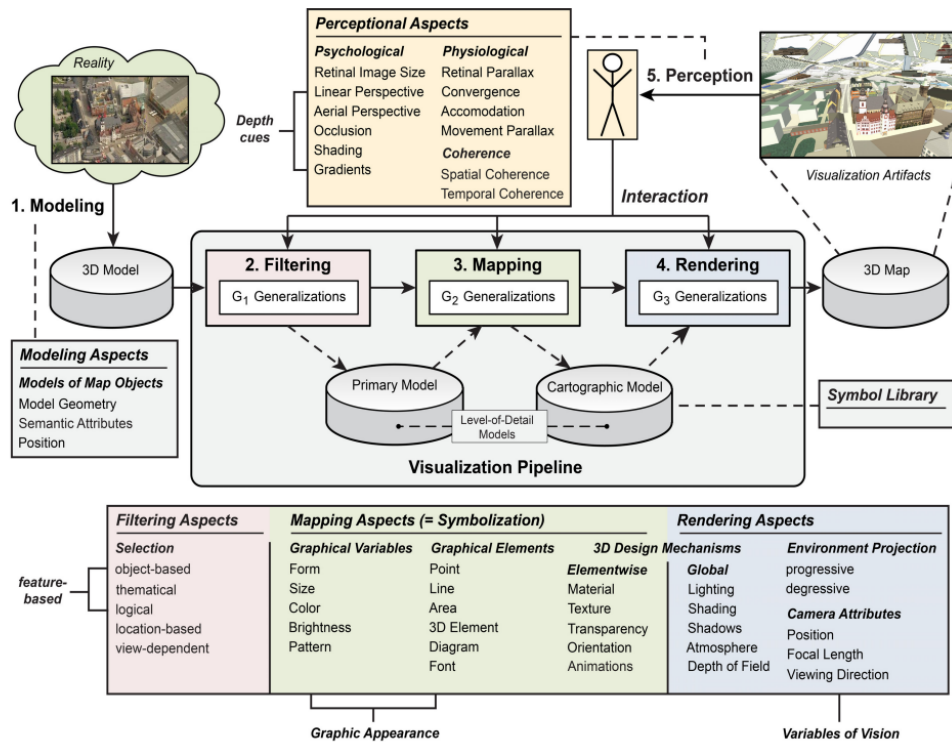 Perceptional Aspects
Psychological
Retinal Image Size
Linear Perspective
Aerial Perspective
Occlusion
Shading
Gradients
Physiological
Retinal Parallax
Convergence
Accomodation
Movement Parallax
Coherence
Spatial Coherence
Temporal Coherence
Depth
cues
Reality
5. Perception
Visualization Artifacts
Interaction
1. Modeling
3D Model
2. Filtering
G1 Generalizations
3. Mapping
G2 Generalizations
4. Rendering
G3 Generalizations
3D Map
Modeling Aspects
Models of Map Objects
Model Geometry
Semantic Attributes
Position
Primary Model
Cartographic Model
Level-of-Detail
Models
Symbol Library
Visualization Pipeline
Filtering Aspects
Selection
object-based
thematical
logical
location-based
view-dependent
feature-
based
Mapping Aspects (= Symbolization)
Graphical Variables
Form
Size
Color
Brightness
Pattern
Graphical Elements
Point
Line
Area
3D Element
Diagram
Font
3D Design Mechanisms
Elementwise
Material
Texture
Transparency
Orientation
Animations
Rendering Aspects
Global
Lighting
Shading
Shadows
Atmosphere
Depth of Field
Environment Projection
progressive
degressive
Camera Attributes
Position
Focal Length
Viewing Direction
Graphic Appearance
Variables of Vision